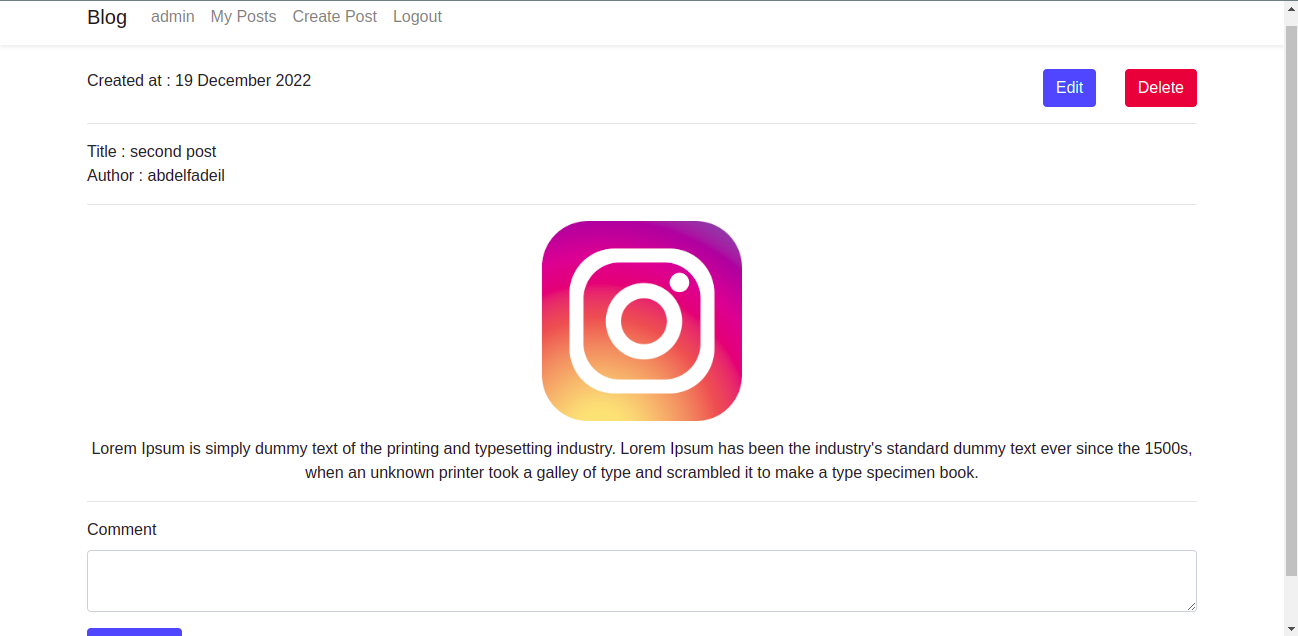 Blog admin My Posts Create Post Logout
Created at : 19 December 2022 Edit Delete
Title : second post
Author : abdelfadeil
Lorem Ipsum is simply dummy text of the printing and typesetting industry. Lorem Ipsum has been the industry's standard dummy text ever since the 1500s,
when an unknown printer took a galley of type and scrambled it to make a type specimen book.
Comment